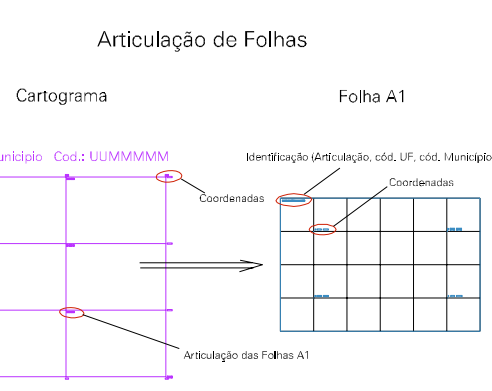 Articulação de Folhas
Cartograma
Folha A1
Cod.: UUMMMMM
Identificação (Articulação, cód. UF, cód. Município
Coordenadas
Coordenadas
Articulação das Folhas A1